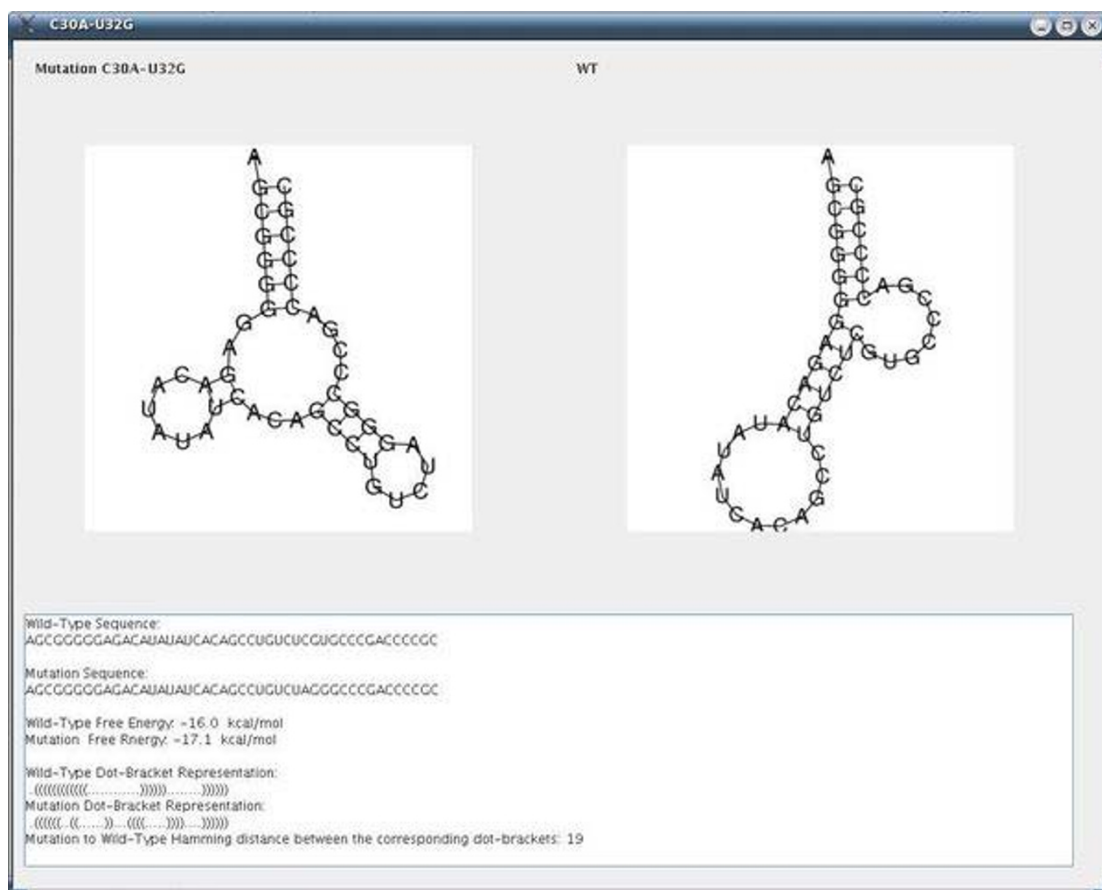 C30A-U32G
Mutation C30A-U32G
WT
Wild-Type Sequence:
AGCGGGGGAGACAUAUAUCACAGCCUGUCUCGUGCCCGACCCCGC
Mutation Sequence:
AGCGGGGGAGACAUAUAUCACAGCCUGUCUAGGGCCCGACCCCGC
Wild-Type Free Energy: -16.0 kcal/mol
Mutation Free Rnergy: -17.1 kcal/mol
Wild-Type Dot-Bracket Representation:
.((((((((((((............))))))........))))))
Mutation Dot-Bracket Representation:
.((((((..((......))...((((.....))))....))))))
Mutation to Wild-Type Hamming distance between the corresponding dot-brackets: 19